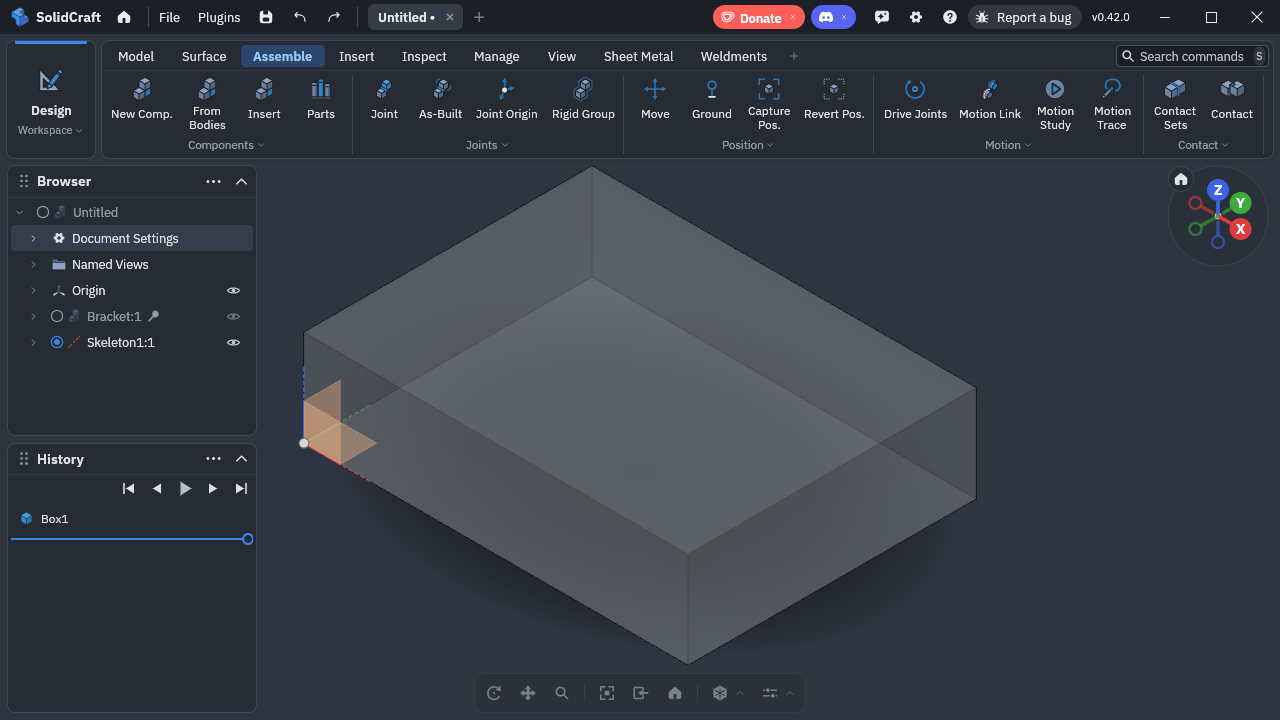 SolidCraft
File
Plugins
Untitled •
Donate
Report a bug
v0.42.0
Design
Workspace
Model
Surface
Assemble
Insert
Inspect
Manage
View
Sheet Metal
Weldments
Search commands
S
New Comp.
From
Bodies
Insert
Parts
Components
Joint
As-Built
Joint Origin
Rigid Group
Joints
Move
Ground
Capture
Pos.
Revert Pos.
Position
Drive Joints
Motion Link
Motion
Study
Motion
Trace
Motion
Contact
Sets
Contact
Contact
Browser
Untitled
Document Settings
Named Views
Origin
Bracket:1
Skeleton1:1
History
Box1
Z
Y
X